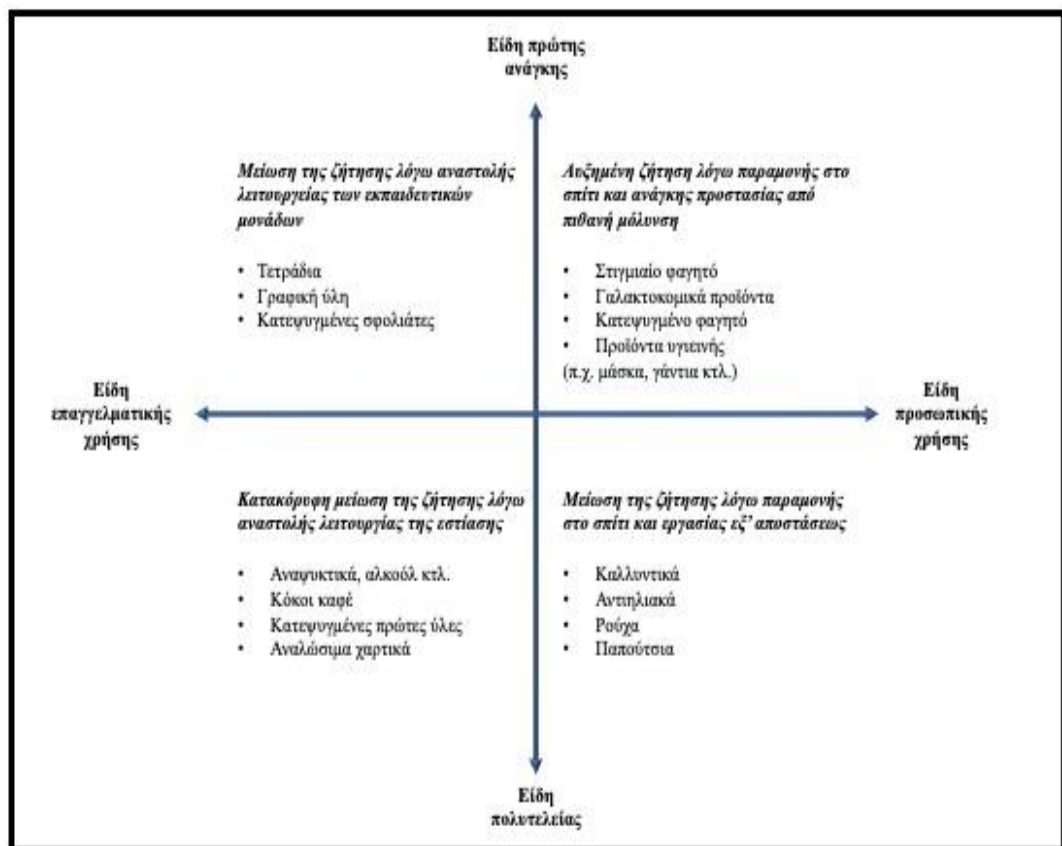 Είδη πρώτης
ανάγκης
Μείωση της ζήτησης λόγω αναστολής
λειτουργείας των εκπαιδευτικών
μονάδων
• Τετράδια
• Γραφική ύλη
• Κατεψυγμένες σφολιάτες
Αυξημένη ζήτηση λόγω παραμονής στο
σπίτι και ανάγκης προστασίας από
πιθανή μόλυνση
• Στιγμιαίο φαγητό
• Γαλακτοκομικά προϊόντα
• Κατεψυγμένο φαγητό
• Προϊόντα υγιεινής
(π.χ. μάσκα, γάντια κτλ.)
Είδη
επαγγελματικής
χρήσης
Είδη
προσωπικής
χρήσης
Κατακόρυφη μείωση της ζήτησης λόγω
αναστολής λειτουργίας της εστίασης
• Αναψυκτικά, αλκοόλ κτλ.
• Κόκοι καφέ
• Κατεψυγμένες πρώτες ύλες
• Αναλώσιμα χαρτικά
Μείωση της ζήτησης λόγω παραμονής
στο σπίτι και εργασίας εξ’ αποστάσεως
• Καλλυντικά
• Αντιηλιακά
• Ρούχα
• Παπούτσια
Είδη
πολυτελείας